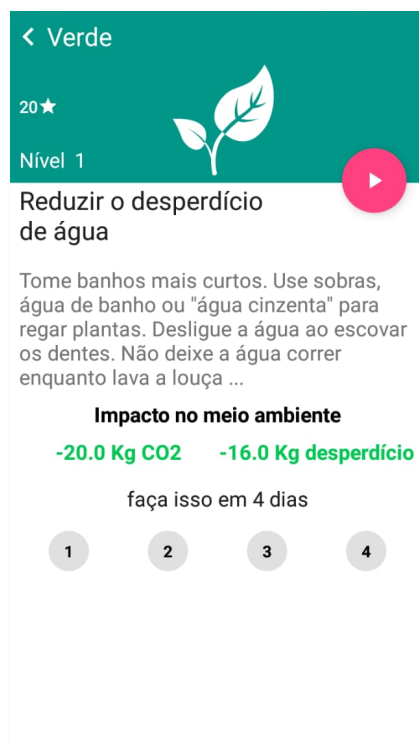 Verde
20★
Nível 1
Reduzir o desperdício
de água
Tome banhos mais curtos. Use sobras,
água de banho ou "água cinzenta" para
regar plantas. Desligue a água ao escovar
os dentes. Não deixe a água correr
enquanto lava a louça ...
Impacto no meio ambiente
-20.0 Kg CO2 -16.0 Kg desperdício
faça isso em 4 dias
1 2 3 4